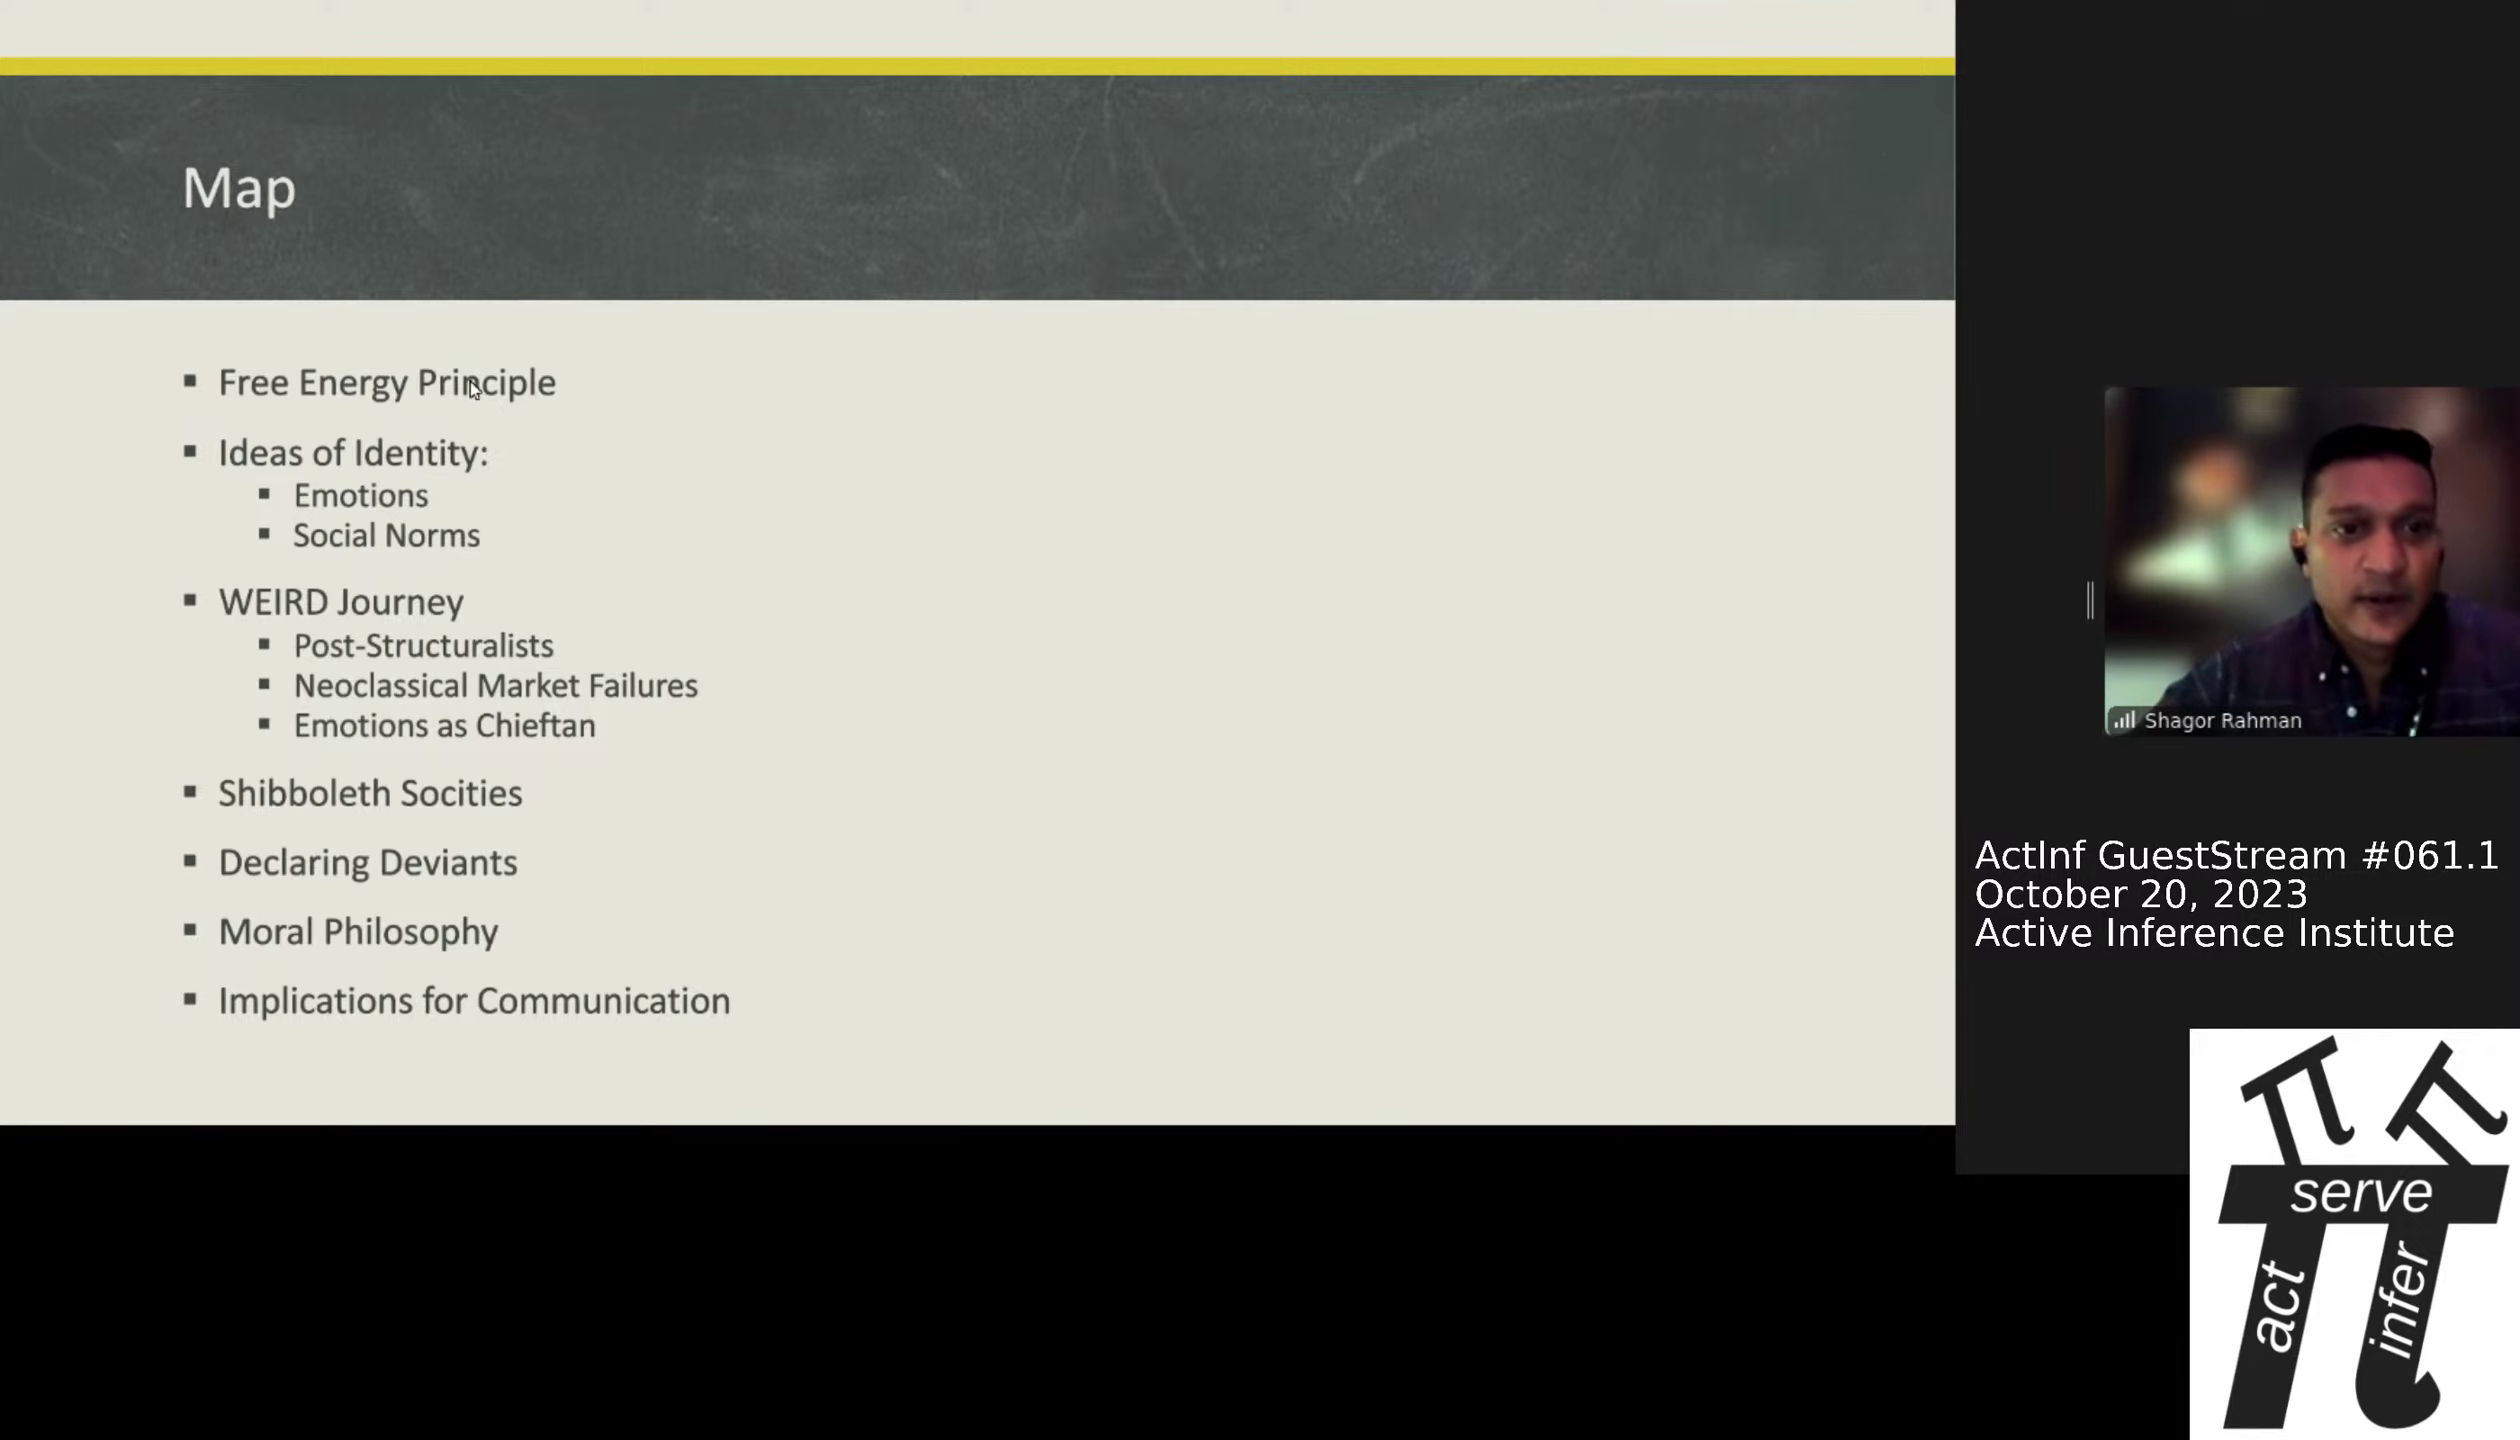 Map
Free Energy Principle
Ideas of Identity:
Emotions
Social Norms
WEIRD Journey
Post-Structuralists
Neoclassical Market Failures
Emotions as Chieftan
Shibboleth Socities
Declaring Deviants
Moral Philosophy
Implications for Communication
Shagor Rahman
ActInf GuestStream #061.1
October 20, 2023
Active Inference Institute
serve
act
infer